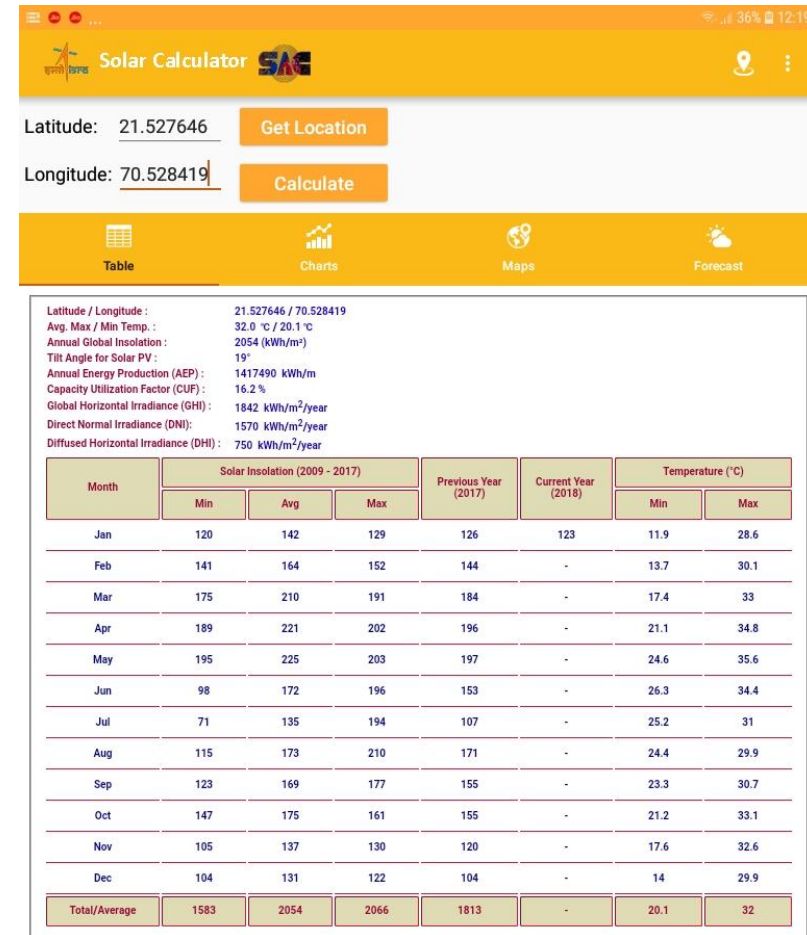 ... 36% 12:19
इसरो isro Solar Calculator SAC
Latitude: 21.527646 Get Location
Longitude: 70.528419 Calculate
Table Charts Maps Forecast
Latitude / Longitude : 21.527646 / 70.528419
Avg. Max / Min Temp. : 32.0 °C / 20.1 °C
Annual Global Insolation : 2054 (kWh/m²)
Tilt Angle for Solar PV : 19°
Annual Energy Production (AEP) : 1417490 kWh/m
Capacity Utilization Factor (CUF) : 16.2 %
Global Horizontal Irradiance (GHI) : 1842 kWh/m²/year
Direct Normal Irradiance (DNI): 1570 kWh/m²/year
Diffused Horizontal Irradiance (DHI) : 750 kWh/m²/year
Month Solar Insolation (2009 - 2017) Previous Year (2017) Current Year (2018) Temperature (°C)
Min Avg Max Min Max
Jan 120 142 129 126 123 11.9 28.6
Feb 141 164 152 144 - 13.7 30.1
Mar 175 210 191 184 - 17.4 33
Apr 189 221 202 196 - 21.1 34.8
May 195 225 203 197 - 24.6 35.6
Jun 98 172 196 153 - 26.3 34.4
Jul 71 135 194 107 - 25.2 31
Aug 115 173 210 171 - 24.4 29.9
Sep 123 169 177 155 - 23.3 30.7
Oct 147 175 161 155 - 21.2 33.1
Nov 105 137 130 120 - 17.6 32.6
Dec 104 131 122 104 - 14 29.9
Total/Average 1583 2054 2066 1813 - 20.1 32